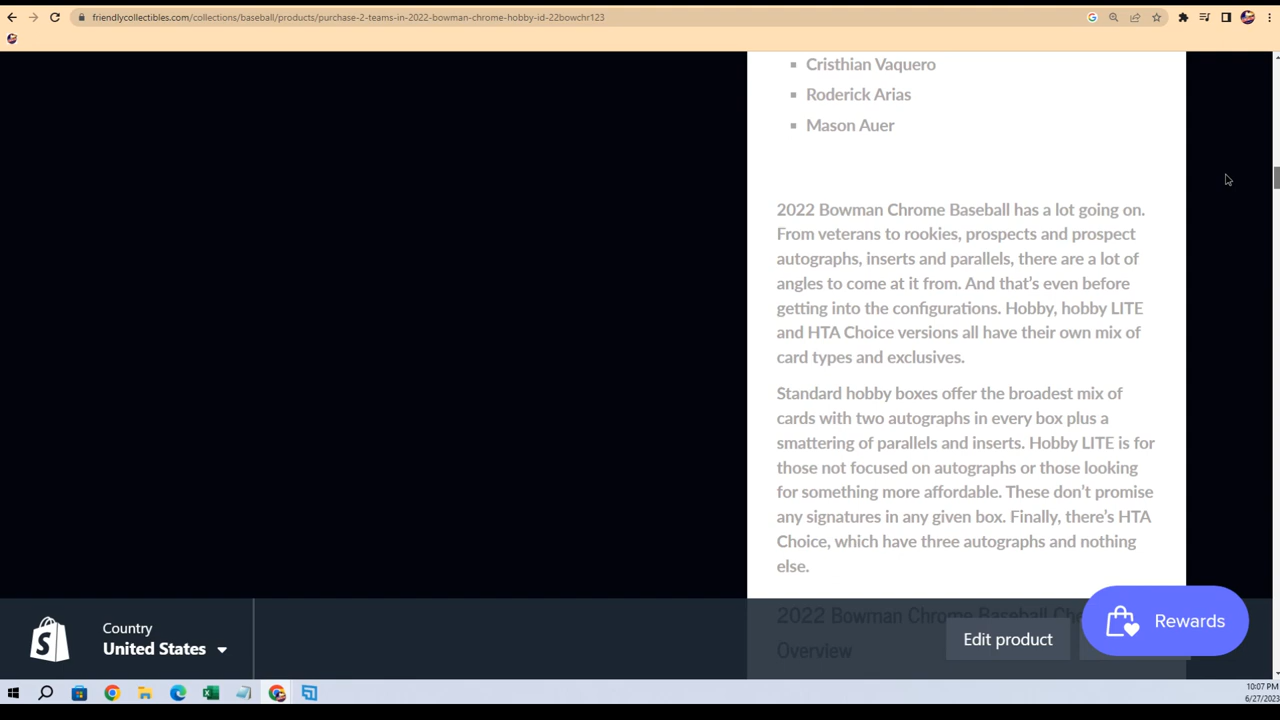 friendlycollectibles.com/collections/baseball/products/purchase-2-teams-in-2022-bowman-chrome-hobby-id-22bowchr123
Cristhian Vaquero
Roderick Arias
Mason Auer
2022 Bowman Chrome Baseball has a lot going on.
From veterans to rookies, prospects and prospect
autographs, inserts and parallels, there are a lot of
angles to come at it from. And that’s even before
getting into the configurations. Hobby, hobby LITE
and HTA Choice versions all have their own mix of
card types and exclusives.
Standard hobby boxes offer the broadest mix of
cards with two autographs in every box plus a
smattering of parallels and inserts. Hobby LITE is for
those not focused on autographs or those looking
for something more affordable. These don’t promise
any signatures in any given box. Finally, there’s HTA
Choice, which have three autographs and nothing
else.
2022 Bowman Chrome Baseball
Overview
Country
United States
Edit product
Rewards
10:07 PM
6/27/2023